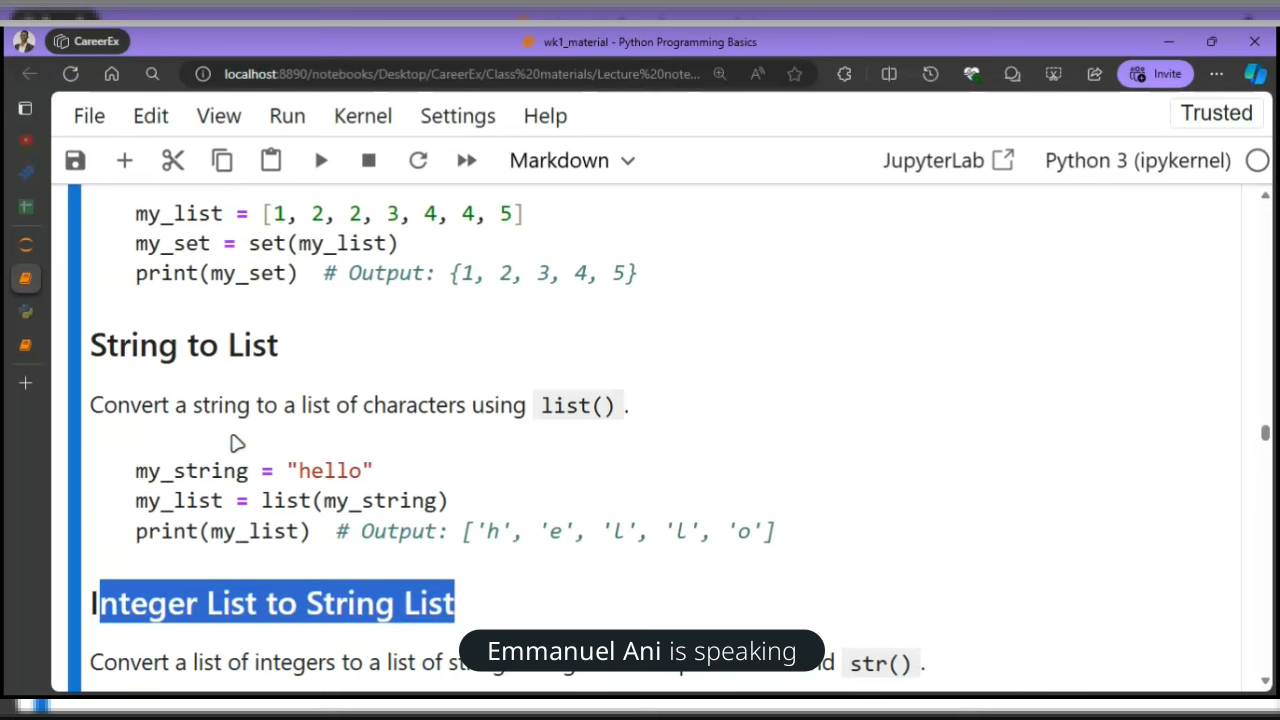 CareerEx
wk1_material - Python Programming Basics
localhost:8890/notebooks/Desktop/CareerEx/Class%20materials/Lecture%20note...
Invite
File Edit View Run Kernel Settings Help
Trusted
Markdown
JupyterLab
Python 3 (ipykernel)
my_list = [1, 2, 2, 3, 4, 4, 5]
my_set = set(my_list)
print(my_set) # Output: {1, 2, 3, 4, 5}
String to List
Convert a string to a list of characters using list().
my_string = "hello"
my_list = list(my_string)
print(my_list) # Output: ['h', 'e', 'l', 'l', 'o']
Integer List to String List
Emmanuel Ani is speaking
Convert a list of integers to a list of str().